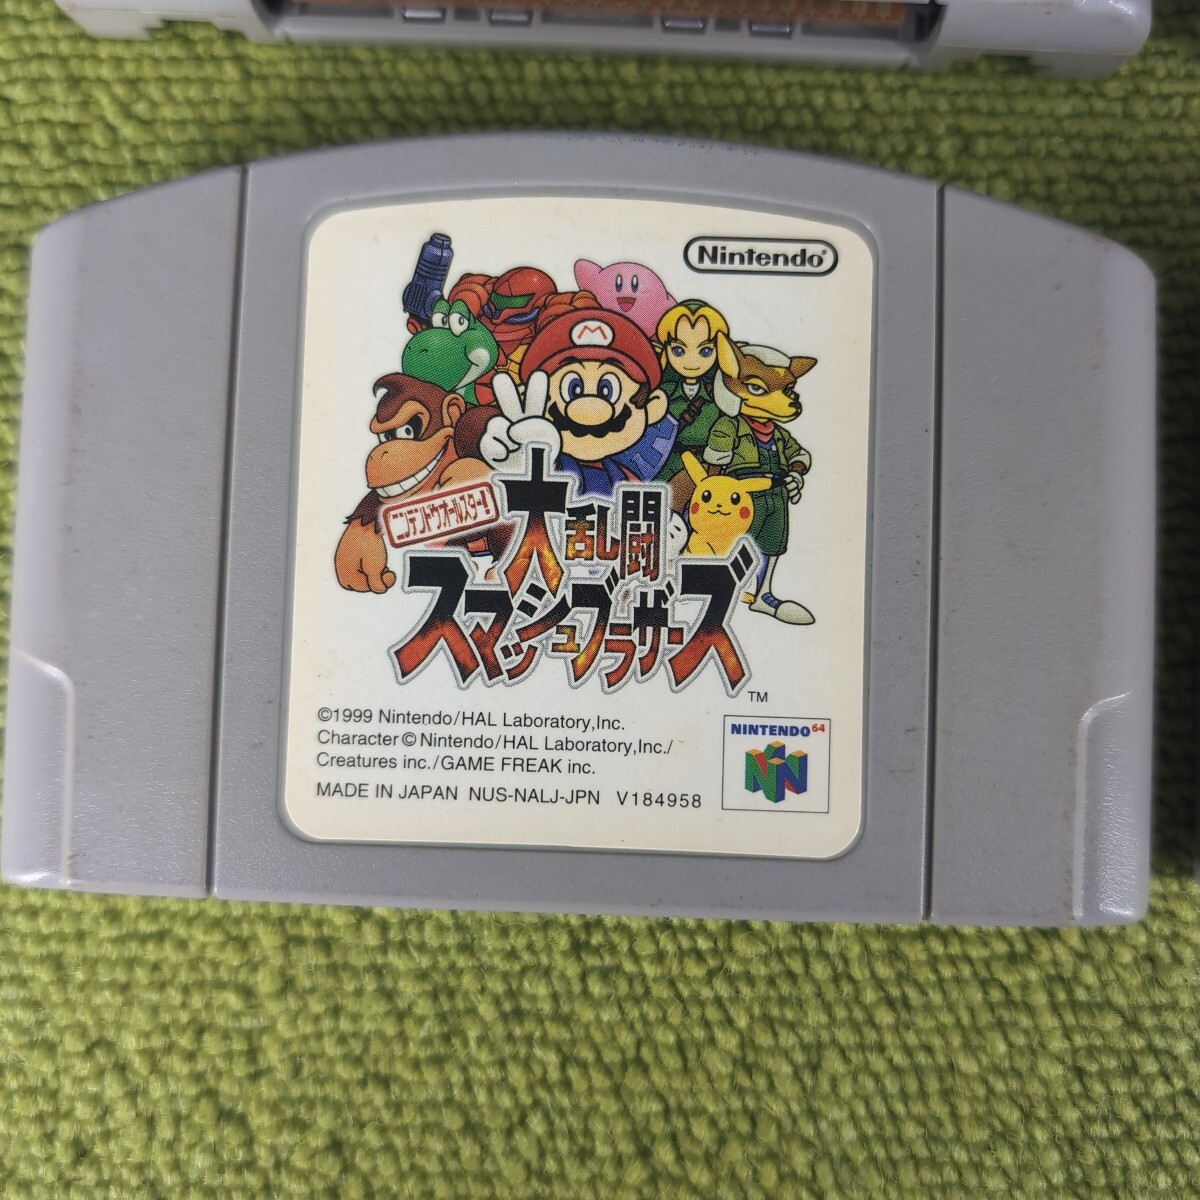 Nintendo®
M
ニンテンドウオールスター!
大乱闘
スマッシュブラザーズ
TM
©1999 Nintendo/HAL Laboratory,Inc.
Character © Nintendo/HAL Laboratory,Inc./
Creatures inc./GAME FREAK inc.
MADE IN JAPAN NUS-NALJ-JPN V184958
NINTENDO 64